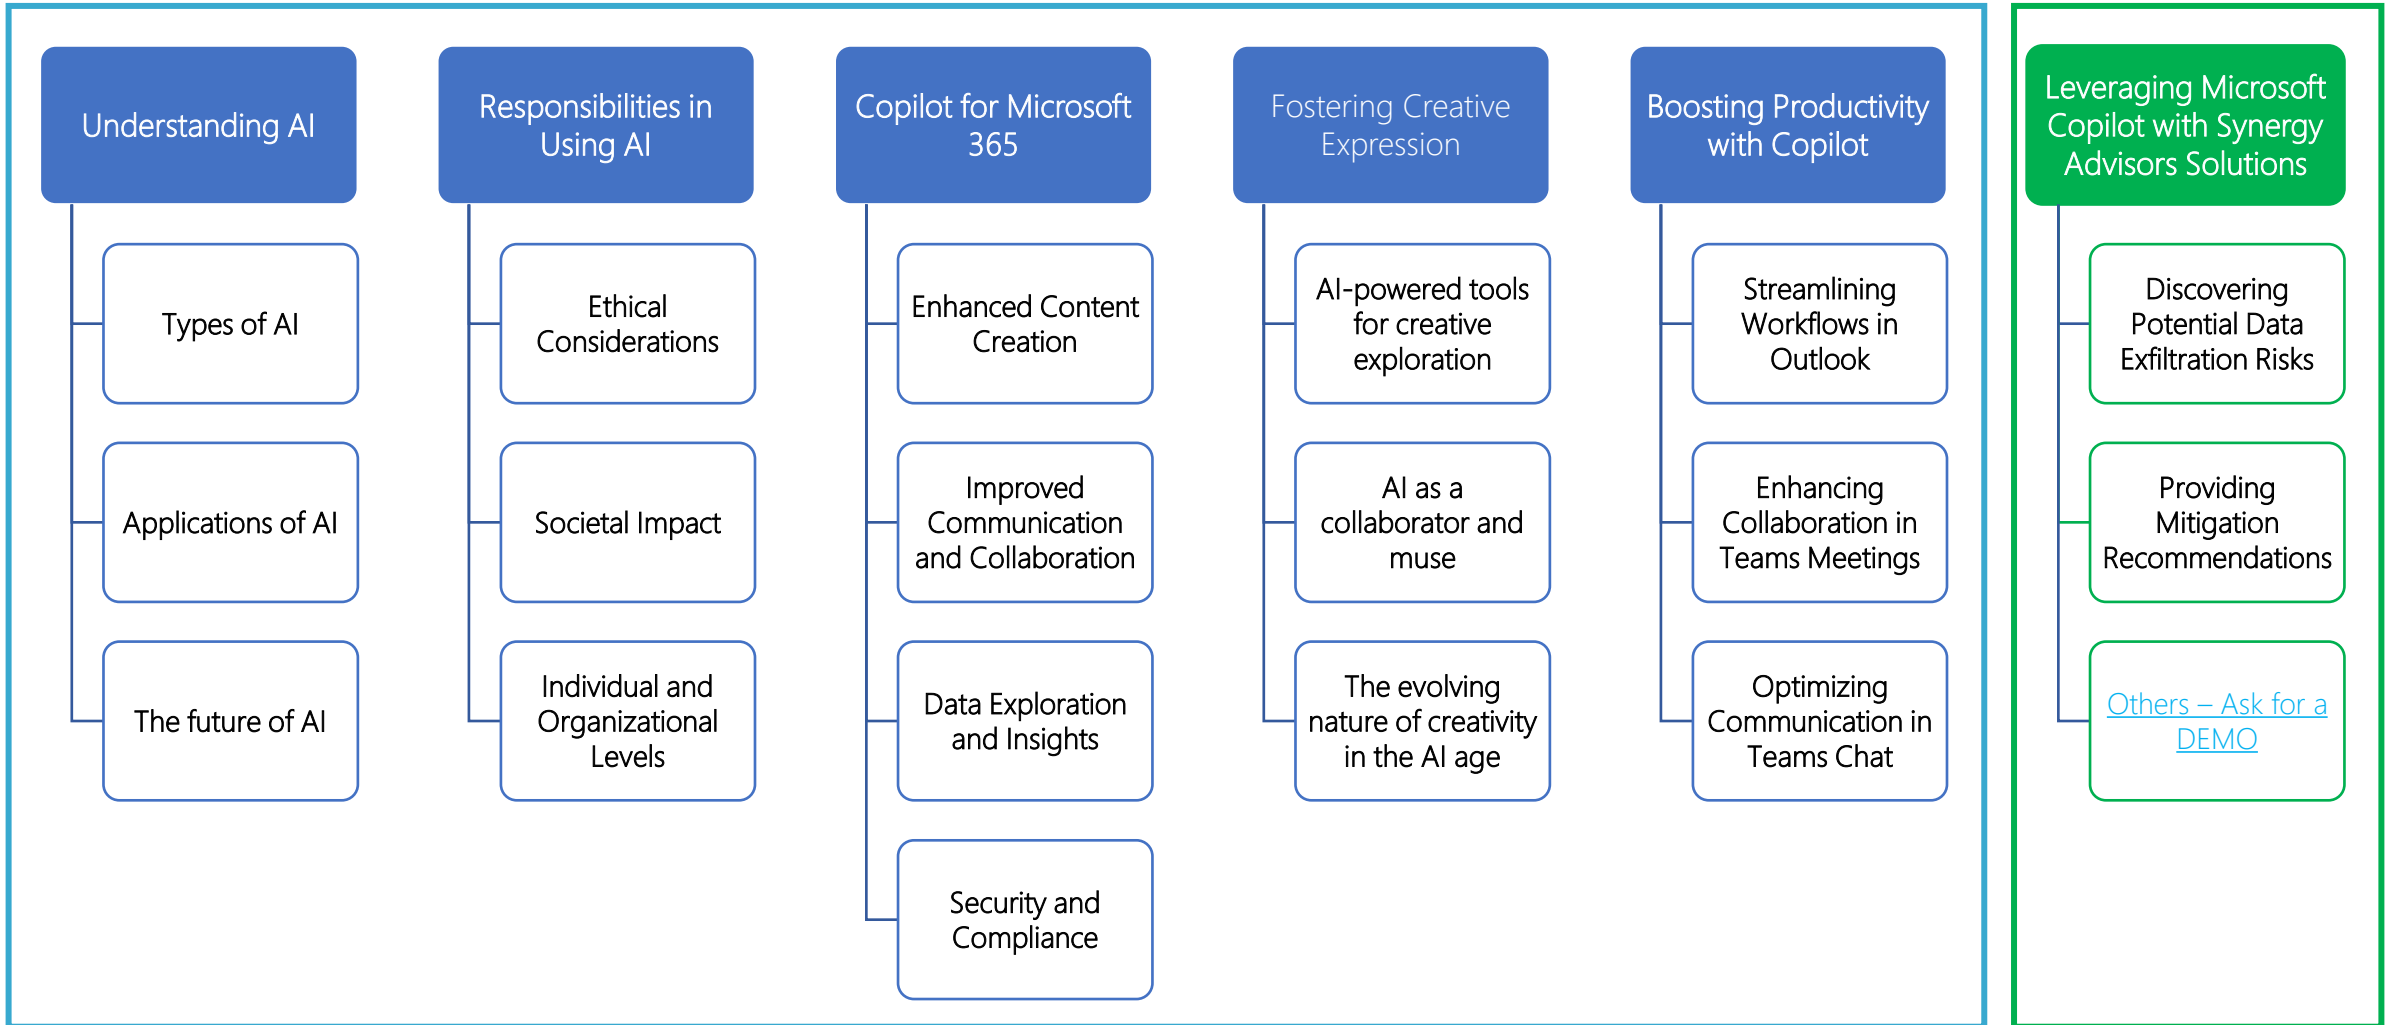 Understanding AI
Types of AI
Applications of AI
The future of AI
Responsibilities in
Using AI
Ethical
Considerations
Societal Impact
Individual and
Organizational
Levels
Copilot for Microsoft
365
Enhanced Content
Creation
Improved
Communication
and Collaboration
Data Exploration
and Insights
Security and
Compliance
Fostering Creative
Expression
AI-powered tools
for creative
exploration
AI as a
collaborator and
muse
The evolving
nature of creativity
in the AI age
Boosting Productivity
with Copilot
Streamlining
Workflows in
Outlook
Enhancing
Collaboration in
Teams Meetings
Optimizing
Communication in
Teams Chat
Leveraging Microsoft
Copilot with Synergy
Advisors Solutions
Discovering
Potential Data
Exfiltration Risks
Providing
Mitigation
Recommendations
Others – Ask for a
DEMO